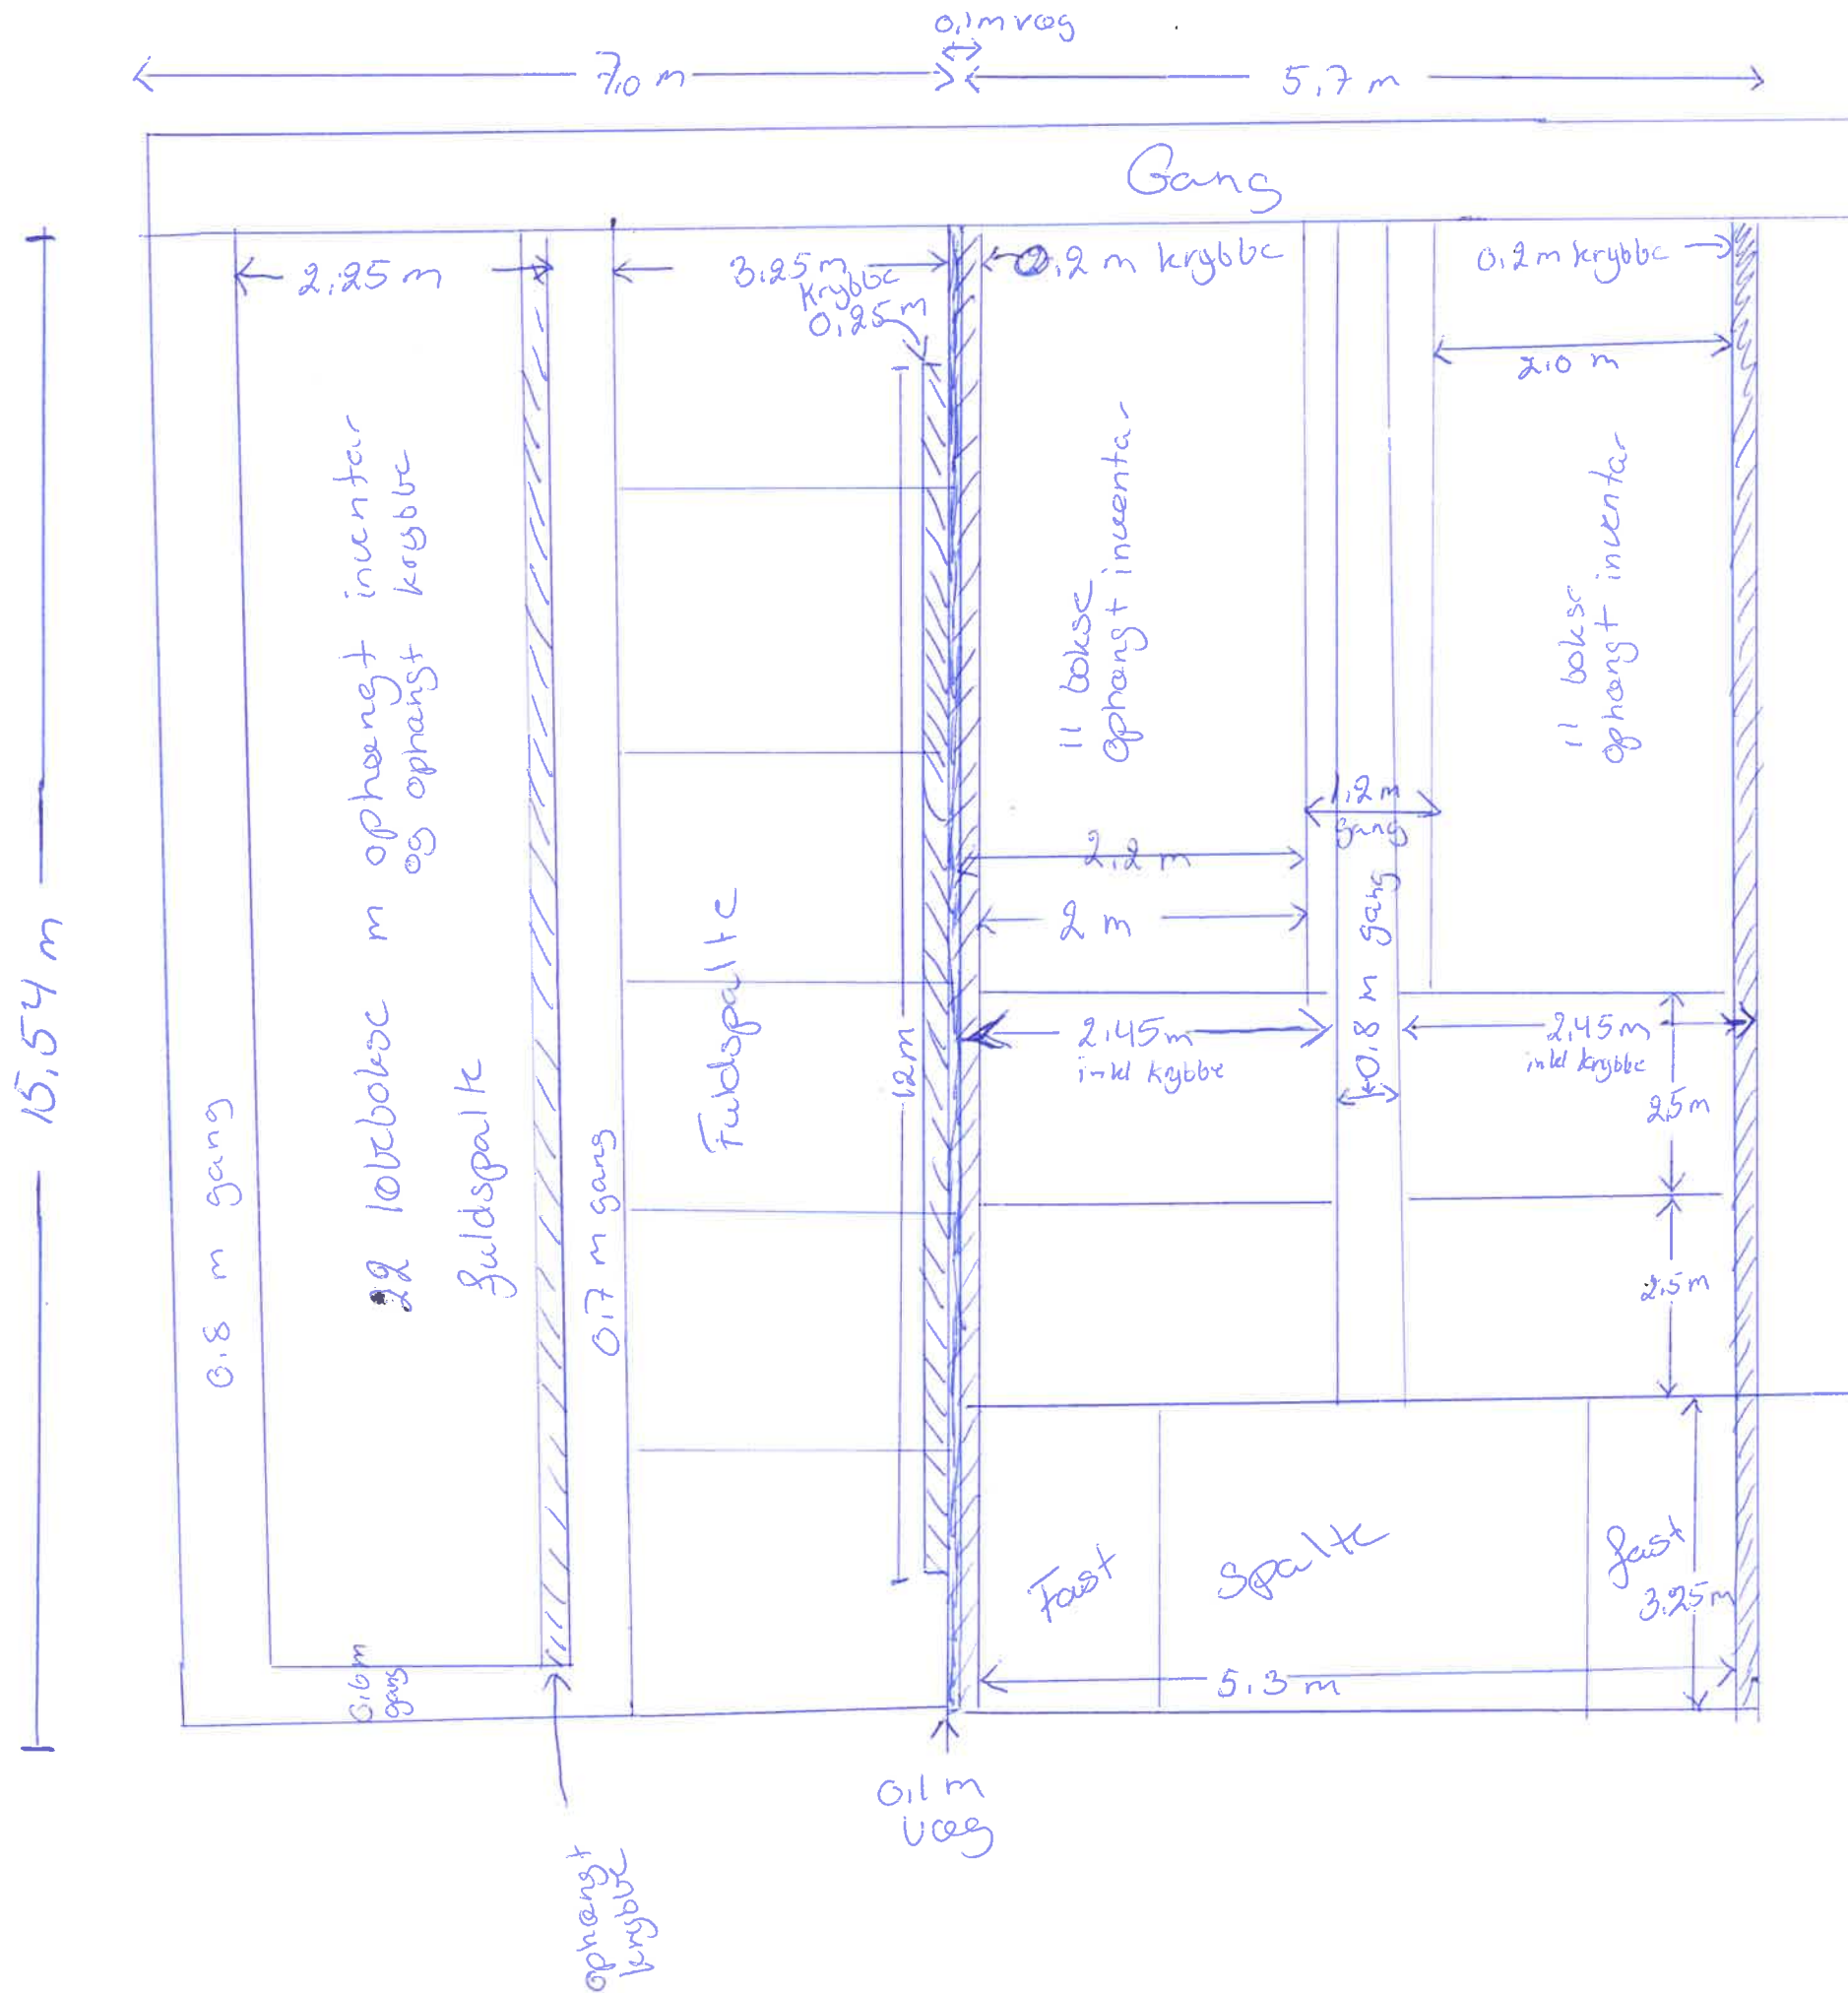 0,1 m væg
7,0 m
5,7 m
Gang
2,25 m
3,25 m
krybbe
0,25 m
0,2 m krybbe
0,2 m krybbe
2,0 m
15,54 m
0,8 m gang
22 løbebokse m ophængt inventar
og ophængt krybbe
fuldspalte
0,7 m gang
Fuldspalte
12 m
11 bokse
ophængt inventar
11 bokse
ophængt inventar
1,2 m
gang
2,2 m
2 m
0,8 m gang
2,45 m
inkl krybbe
2,45 m
inkl krybbe
2,5 m
2,5 m
Fast
Spalte
fast
3,25 m
5,3 m
0,6 m
gang
0,1 m
væg
ophængt
krybbe